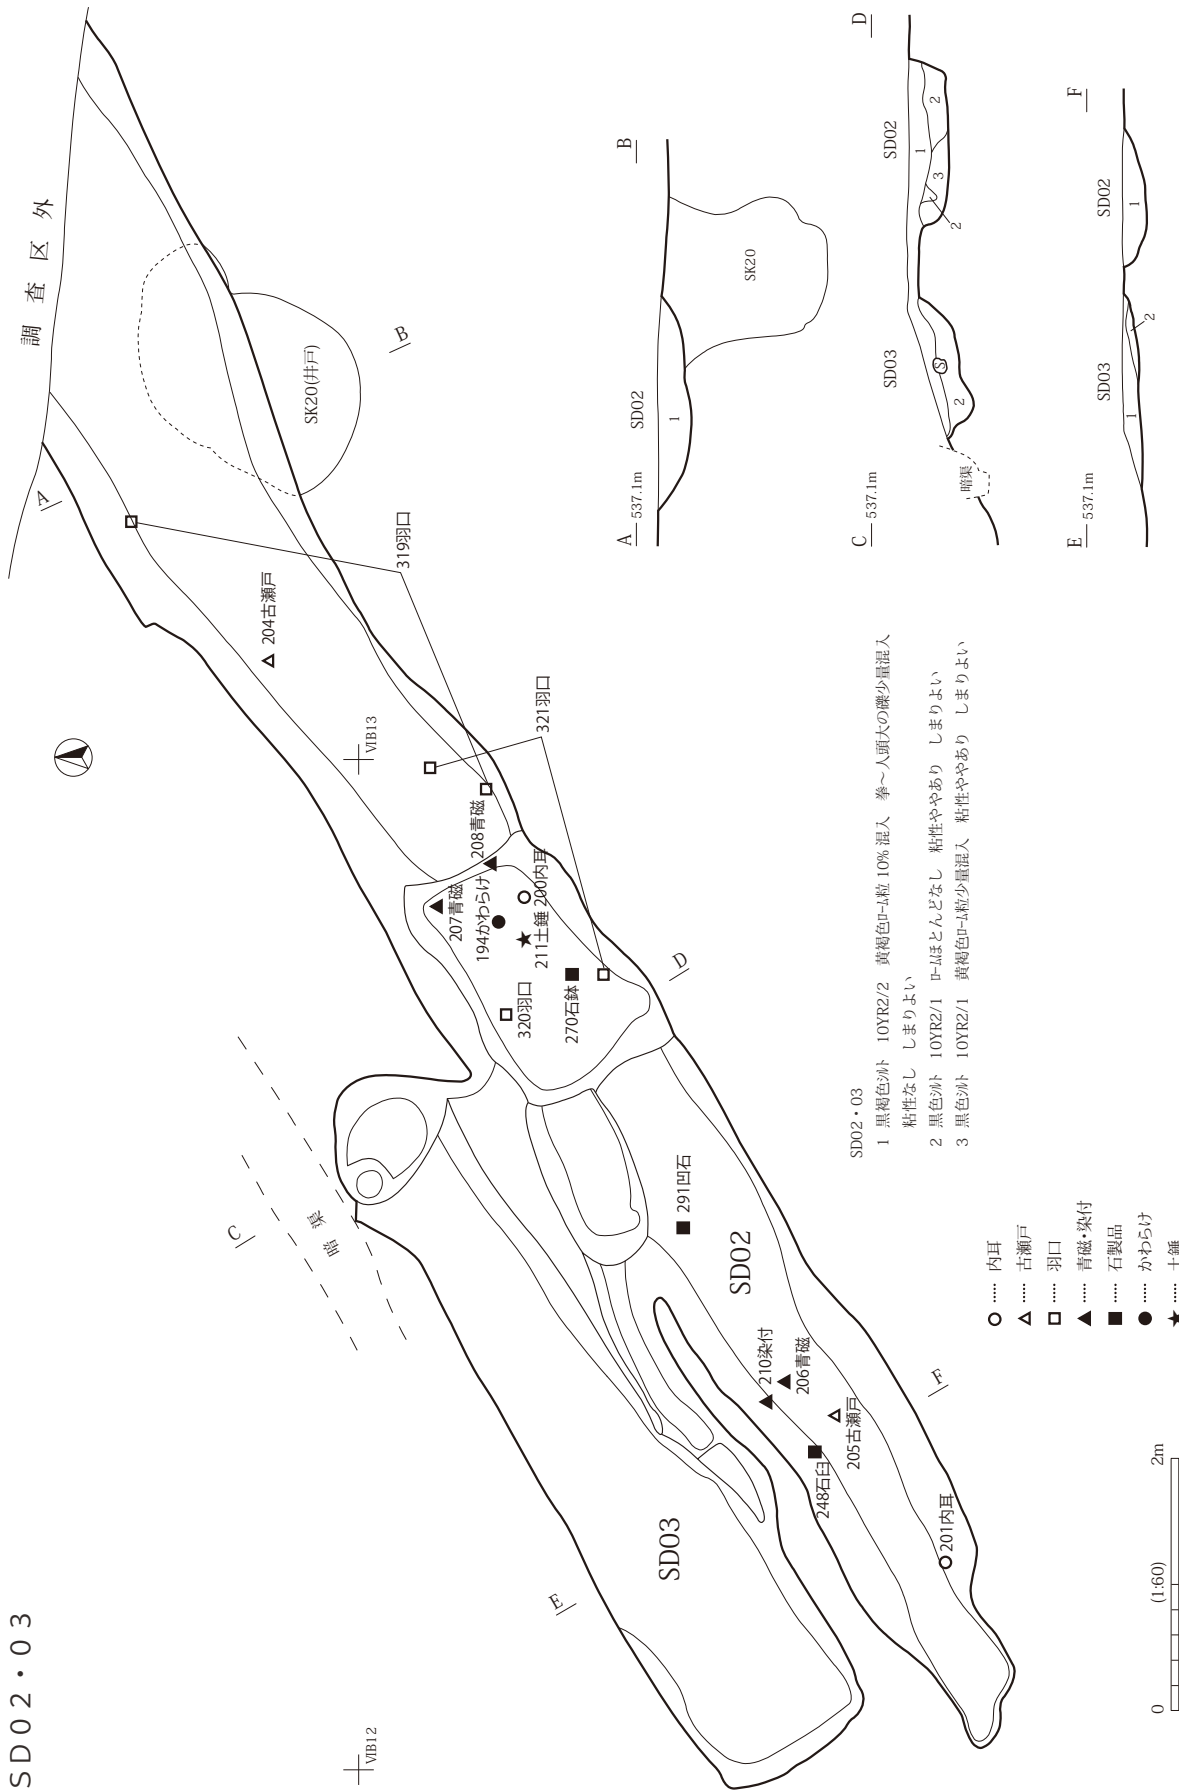 SD02・03
調査区外
A
B
SK20(井戸)
319羽口
204古瀬戸
VIB13
321羽口
208青磁
207青磁
194かわらけ
200内耳
211土錘
320羽口
270石鉢
D
C
暗渠
291凹石
SD02
210染付
206青磁
205古瀬戸
248石臼
201内耳
F
SD03
E
VIB12
A 537.1m
B
SD02
1
SK20
C 537.1m
D
SD03
SD02
暗渠
S
2
1
2
3
2
E 537.1m
F
SD03
SD02
1
2
1
SD02・03
1 黒褐色シルト 10YR2/2 黄褐色ローム粒 10% 混入 拳～人頭大の礫少量混入
粘性なし しまりよい
2 黒色シルト 10YR2/1 ロームほとんどなし 粘性ややあり しまりよい
3 黒色シルト 10YR2/1 黄褐色ローム粒少量混入 粘性ややあり しまりよい
○ …… 内耳
△ …… 古瀬戸
□ …… 羽口
▲ …… 青磁・染付
■ …… 石製品
● …… かわらけ
★ …… 土錘
0 (1:60) 2m